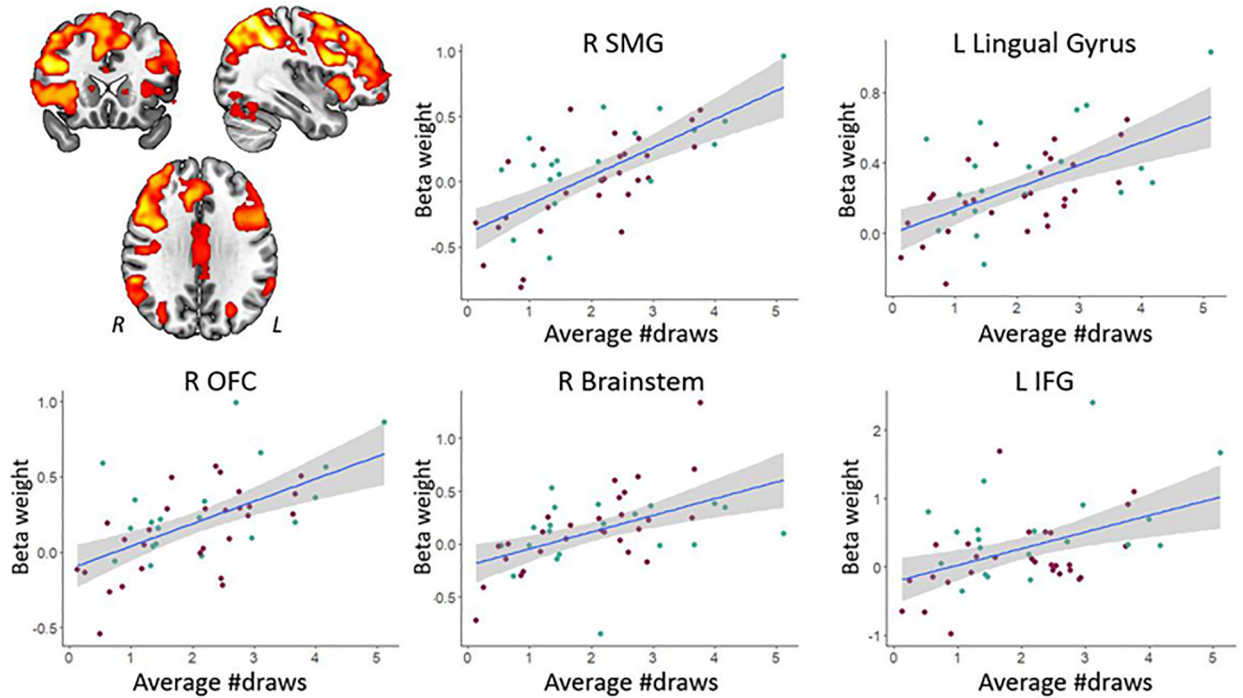 R SMG
L Lingual Gyrus
1.0
0.5
0.0
-0.5
Beta weight
0 1 2 3 4 5
Average #draws
0.8
0.4
0.0
Beta weight
0 1 2 3 4 5
Average #draws
R
L
R OFC
R Brainstem
L IFG
1.0
0.5
0.0
-0.5
Beta weight
0 1 2 3 4 5
Average #draws
1.0
0.5
0.0
-0.5
Beta weight
0 1 2 3 4 5
Average #draws
2
1
0
-1
Beta weight
0 1 2 3 4 5
Average #draws